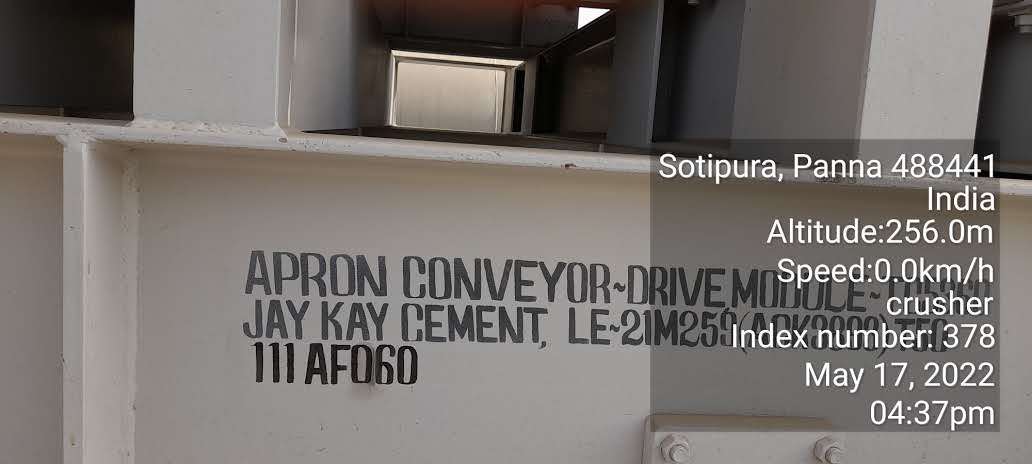 APRON CONVEYOR~DRIVE, MODULE~
JAY KAY CEMENT, LE~21M259
111 AF060
Sotipura, Panna 488441
India
Altitude:256.0m
Speed:0.0km/h
crusher
Index number: 378
May 17, 2022
04:37pm